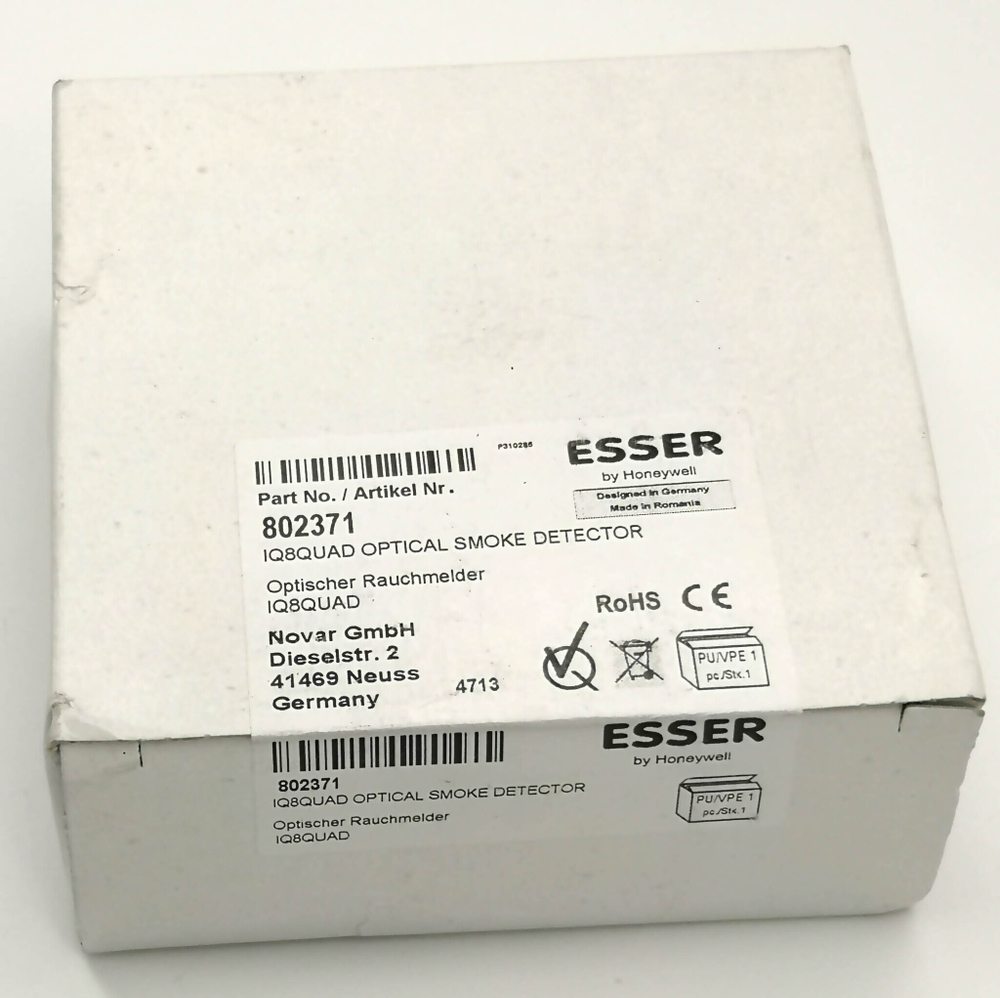 P310285
ESSER
by Honeywell
Designed in Germany
Made in Romania
Part No. / Artikel Nr.
802371
IQ8QUAD OPTICAL SMOKE DETECTOR
Optischer Rauchmelder
IQ8QUAD
RoHS CE
Novar GmbH
Dieselstr. 2
41469 Neuss
Germany
4713
PU/VPE 1
pc./Stk.1
ESSER
by Honeywell
802371
IQ8QUAD OPTICAL SMOKE DETECTOR
Optischer Rauchmelder
IQ8QUAD
PU/VPE 1
pc./Stk.1